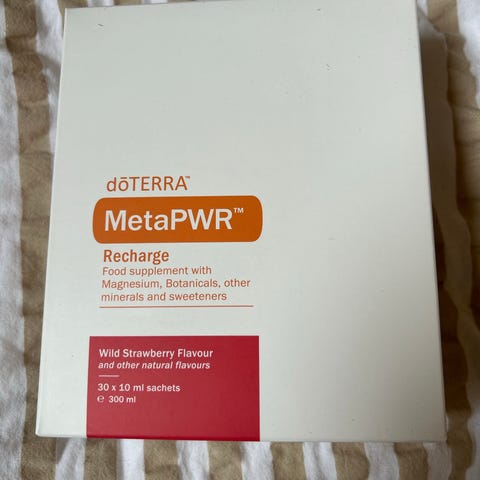 dōTERRA™
MetaPWR™
Recharge
Food supplement with
Magnesium, Botanicals, other
minerals and sweeteners
Wild Strawberry Flavour
and other natural flavours
30 x 10 ml sachets
℮ 300 ml